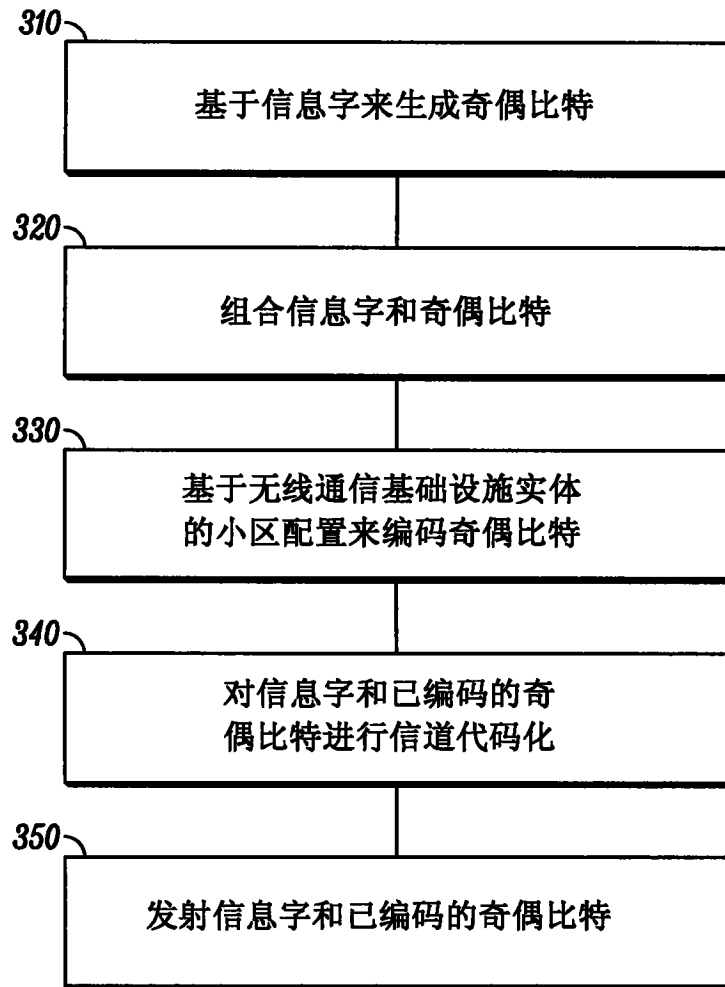 310
基于信息字来生成奇偶比特
320
组合信息字和奇偶比特
330
基于无线通信基础设施实体
的小区配置来编码奇偶比特
340
对信息字和已编码的奇
偶比特进行信道代码化
350
发射信息字和已编码的奇偶比特